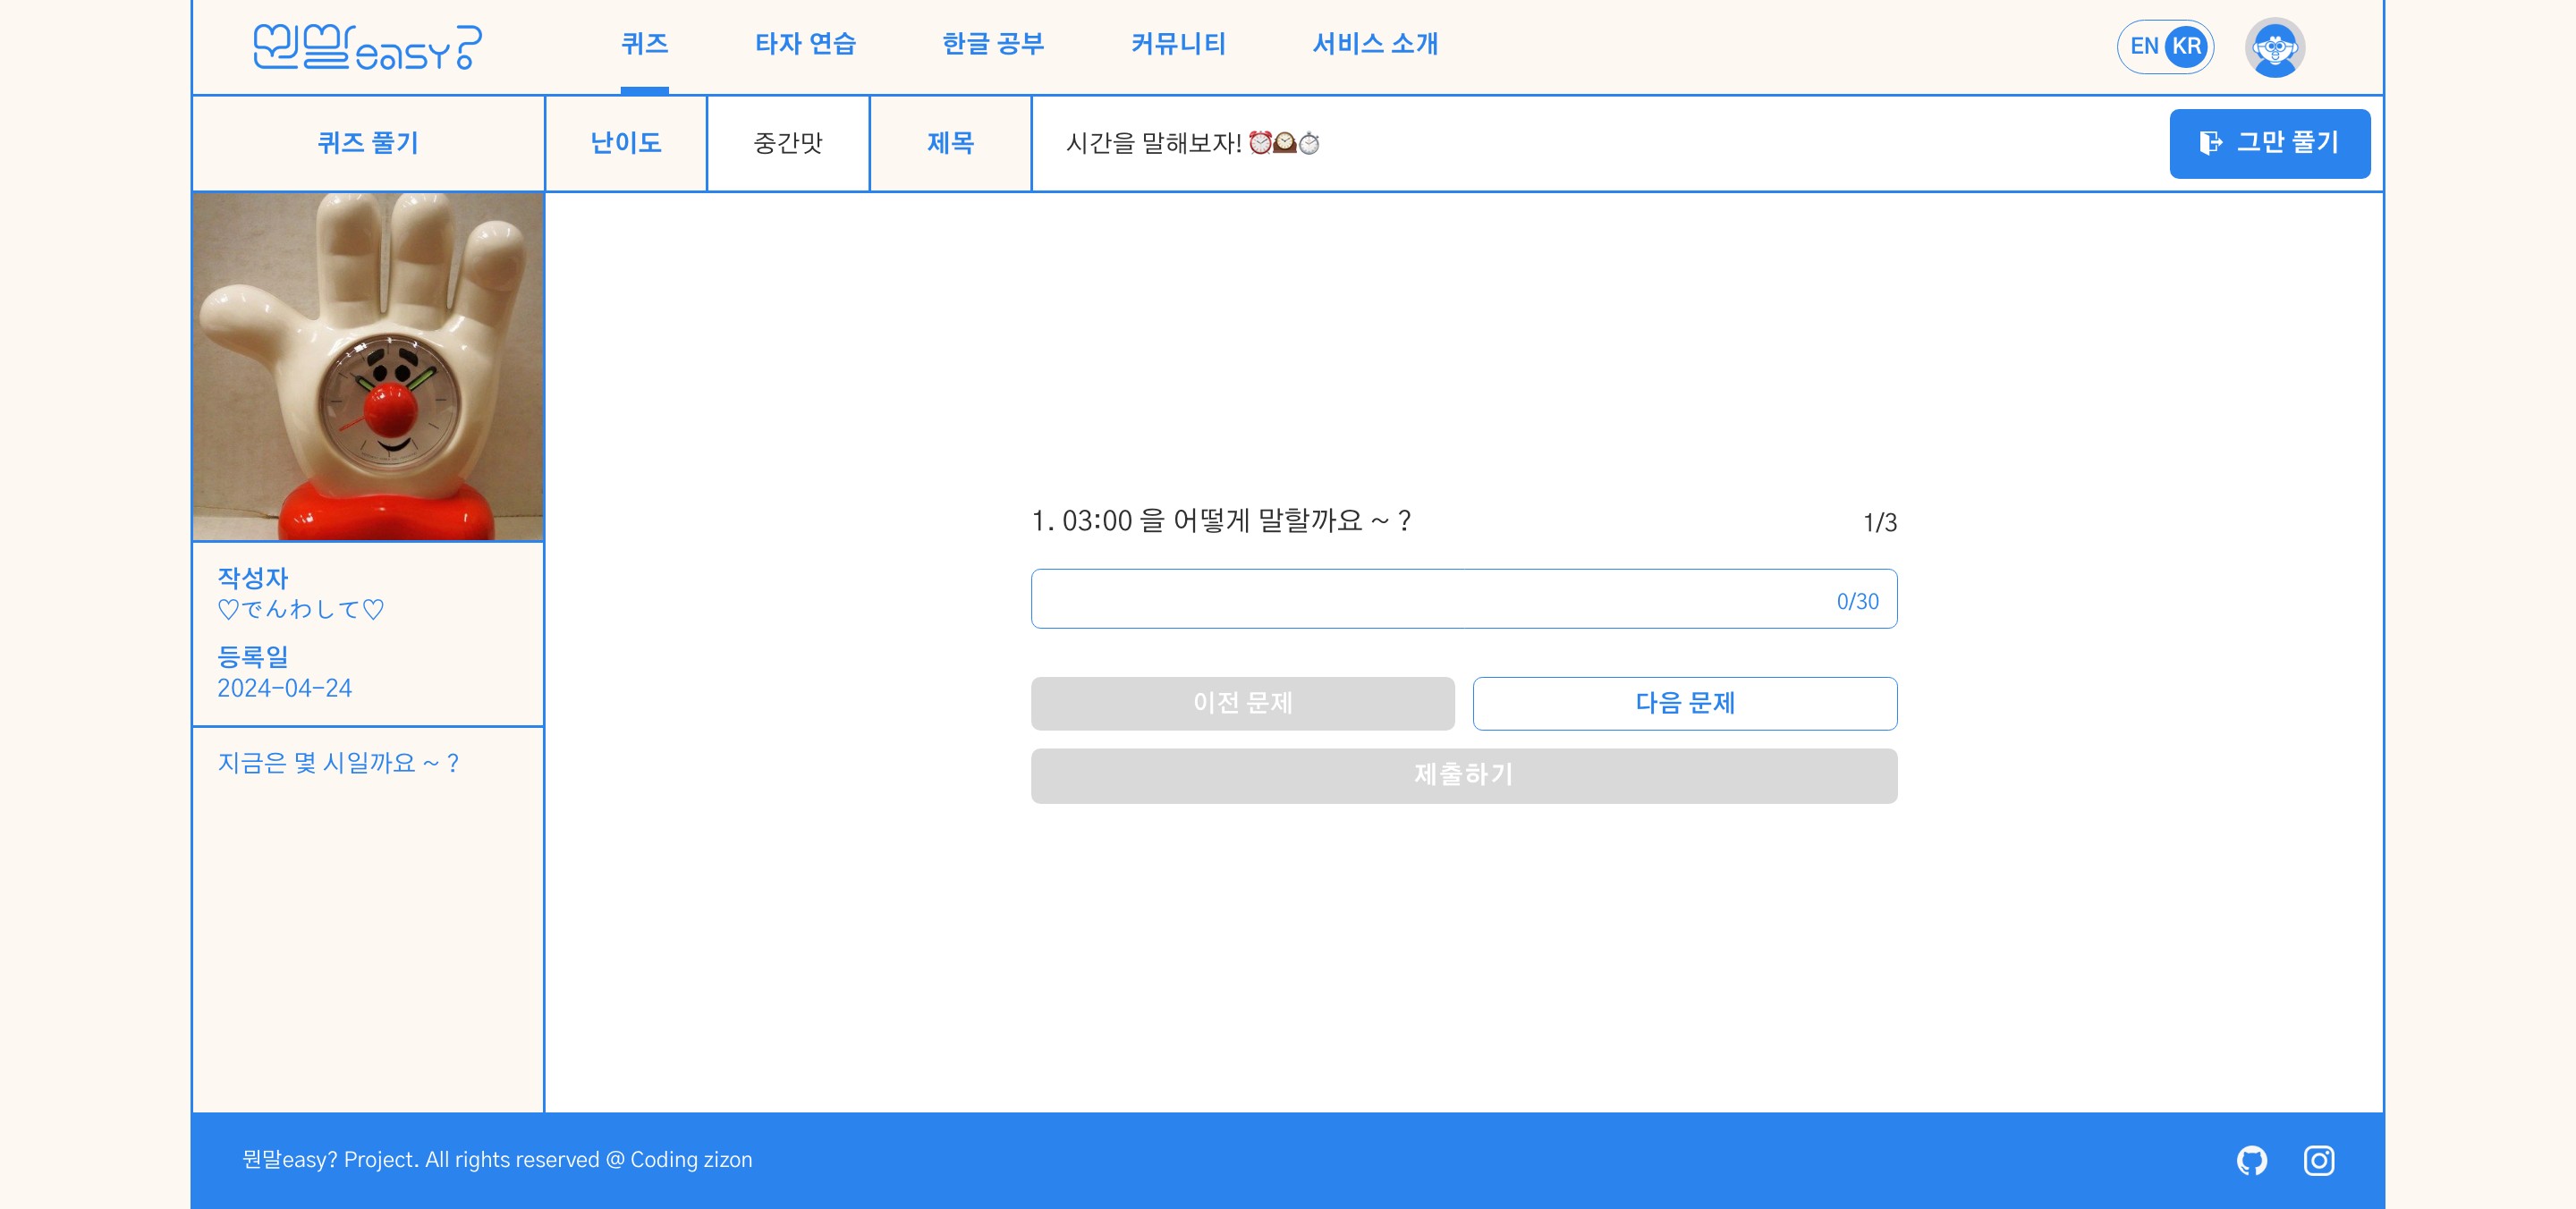 뭔말easy?
퀴즈
타자 연습
한글 공부
커뮤니티
서비스 소개
EN KR
퀴즈 풀기
난이도
중간맛
제목
시간을 말해보자! ⏰🕰️⏱️
그만 풀기
작성자
♡でんわして♡
등록일
2024-04-24
지금은 몇 시일까요 ~ ?
1. 03:00 을 어떻게 말할까요 ~ ?
1/3
0/30
이전 문제
다음 문제
제출하기
뭔말easy? Project. All rights reserved @ Coding zizon